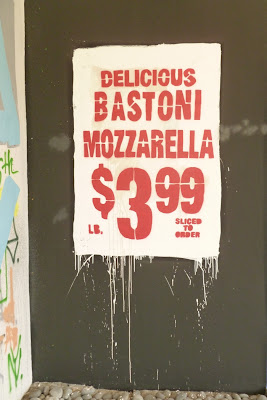 DELICIOUS
BASTONI
MOZZARELLA
$3.99
LB.
SLICED
TO
ORDER